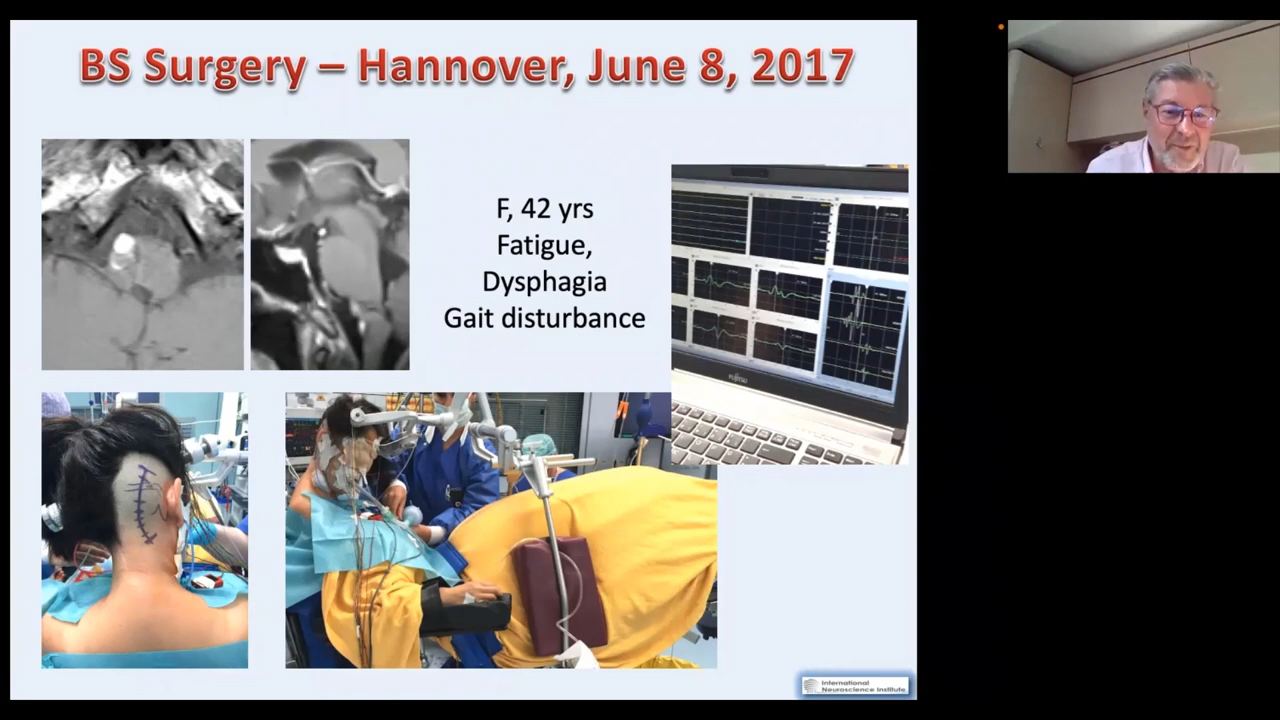 BS Surgery – Hannover, June 8, 2017
F, 42 yrs
Fatigue,
Dysphagia
Gait disturbance
FUJITSU
International
Neuroscience Institute